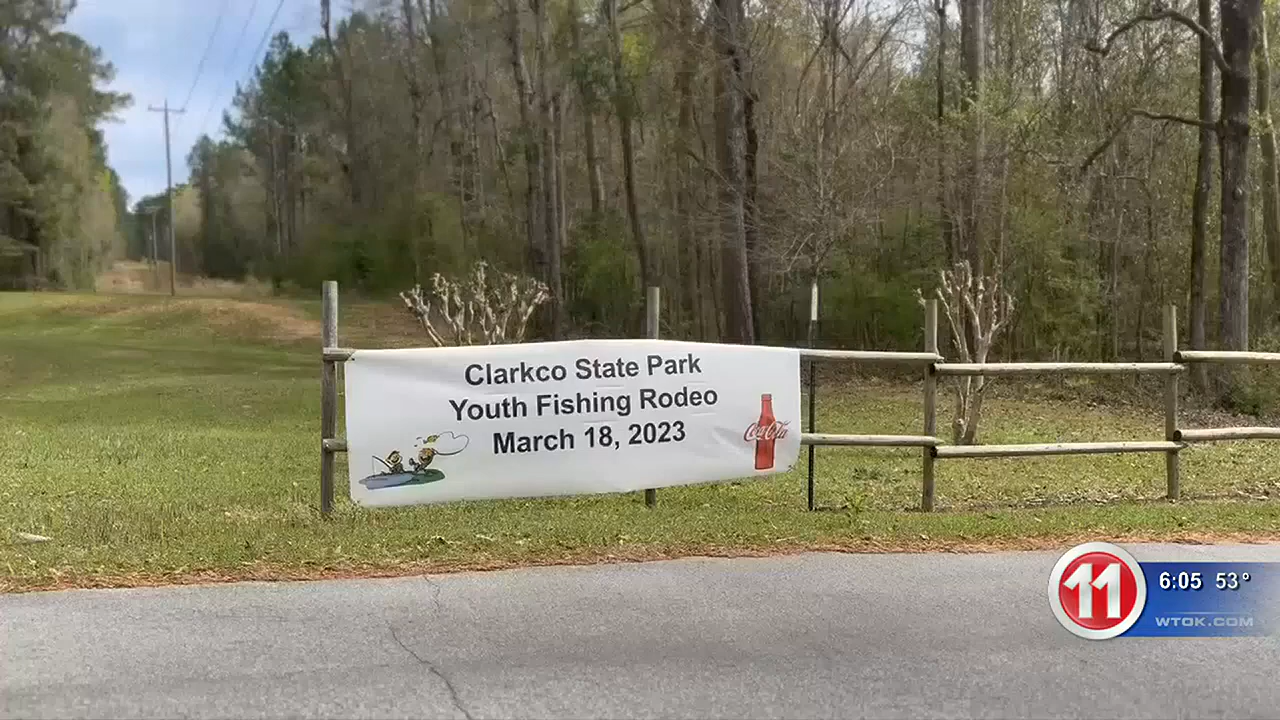 Clarkco State Park
Youth Fishing Rodeo
March 18, 2023
Coca-Cola
11
6:05 53°
WTOK.COM